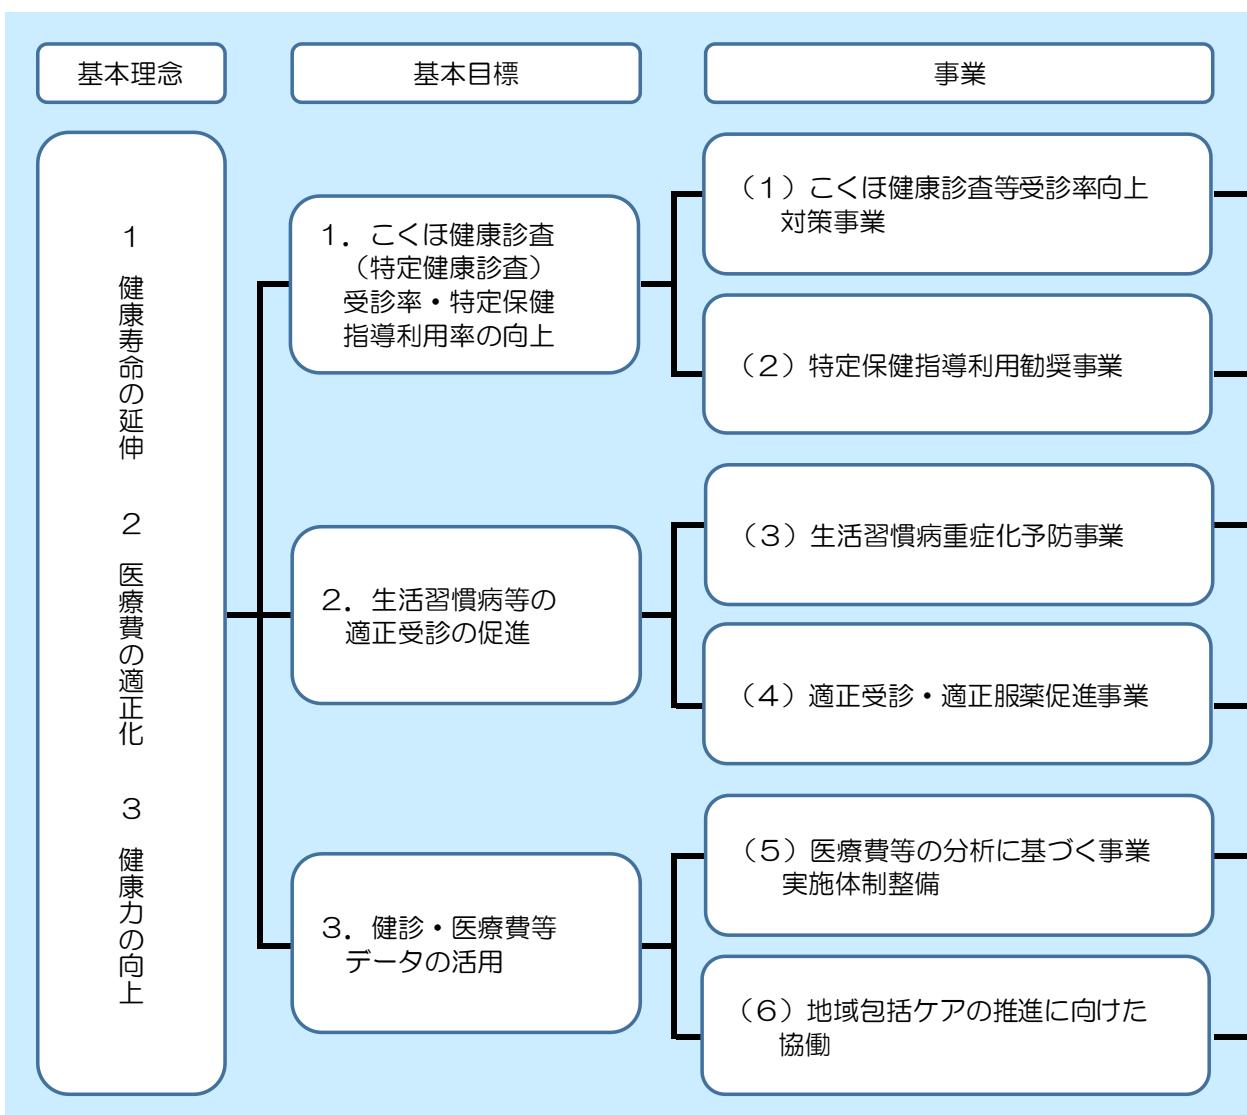 基本理念
基本目標
事業
1 健康寿命の延伸
2 医療費の適正化
3 健康力の向上
1. こくほ健康診査
(特定健康診査)
受診率・特定保健
指導利用率の向上
(1)こくほ健康診査等受診率向上
対策事業
(2)特定保健指導利用勧奨事業
2. 生活習慣病等の
適正受診の促進
(3)生活習慣病重症化予防事業
(4)適正受診・適正服薬促進事業
3. 健診・医療費等
データの活用
(5)医療費等の分析に基づく事業
実施体制整備
(6)地域包括ケアの推進に向けた
協働